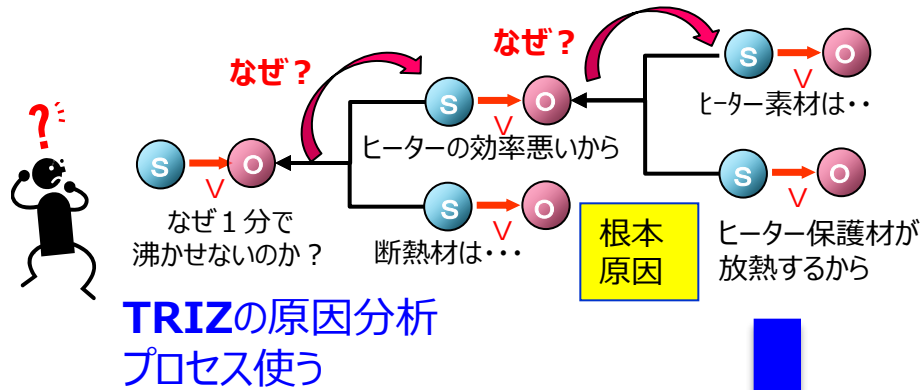 なぜ？
なぜ？
S O
V
ﾋｰﾀｰ素材は・・
S O
V
ヒーターの効率悪いから
?
S O
V
なぜ１分で
沸かせないのか？
S O
V
断熱材は・・・
根本
原因
S O
V
ヒーター保護材が
放熱するから
TRIZの原因分析
プロセス使う